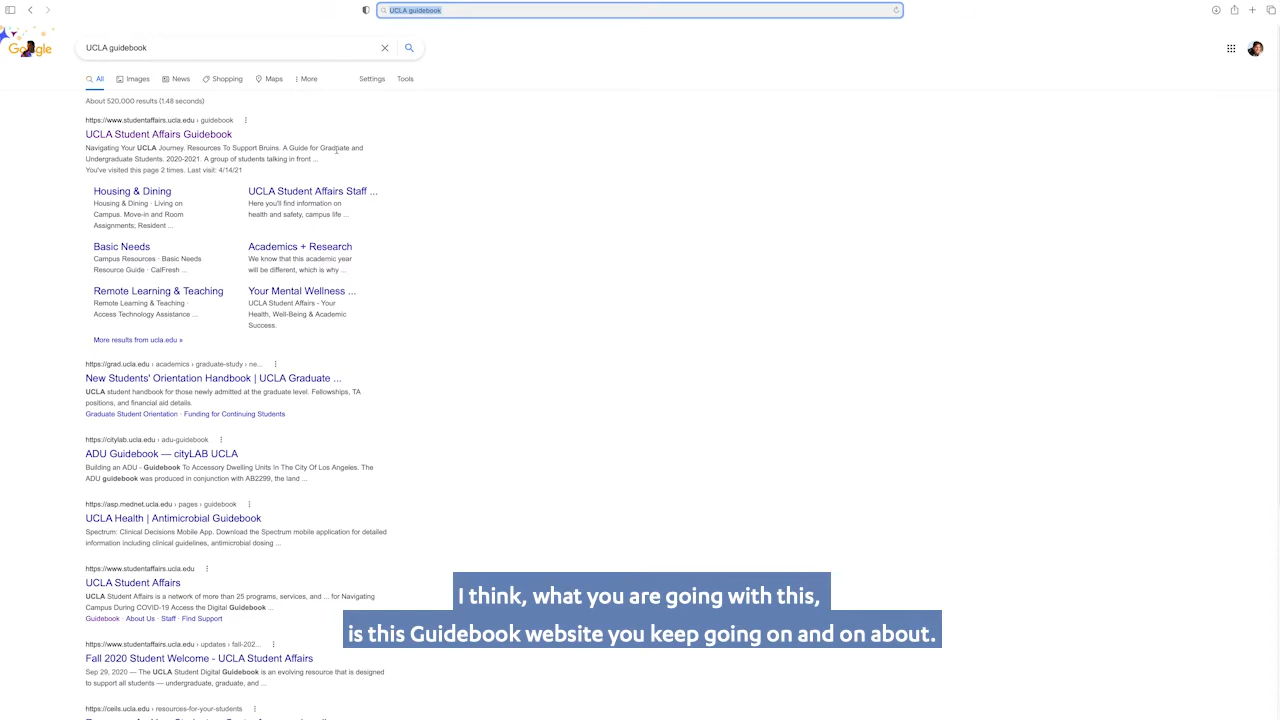 UCLA guidebook
Google
UCLA guidebook
All Images News Shopping Maps More Settings Tools
About 520,000 results (1.48 seconds)
https://www.studentaffairs.ucla.edu › guidebook
UCLA Student Affairs Guidebook
Navigating Your UCLA Journey. Resources To Support Bruins. A Guide for Graduate and
Undergraduate Students. 2020-2021. A group of students talking in front ...
You've visited this page 2 times. Last visit: 4/14/21
Housing & Dining
Housing & Dining · Living on
Campus. Move-in and Room
Assignments; Resident ...
UCLA Student Affairs Staff ...
Here you'll find information on
health and safety, campus life ...
Basic Needs
Campus Resources · Basic Needs
Resource Guide · CalFresh ...
Academics + Research
We know that this academic year
will be different, which is why ...
Remote Learning & Teaching
Remote Learning & Teaching ·
Access Technology Assistance ...
Your Mental Wellness ...
UCLA Student Affairs - Your
Health, Well-Being & Academic
Success.
More results from ucla.edu »
https://grad.ucla.edu › academics › graduate-study › ne...
New Students' Orientation Handbook | UCLA Graduate ...
UCLA student handbook for those newly admitted at the graduate level. Fellowships, TA
positions, and financial aid details.
Graduate Student Orientation · Funding for Continuing Students
https://citylab.ucla.edu › adu-guidebook
ADU Guidebook — cityLAB UCLA
Building an ADU - Guidebook To Accessory Dwelling Units In The City Of Los Angeles. The
ADU guidebook was produced in conjunction with AB2299, the land ...
https://asp.mednet.ucla.edu › pages › guidebook
UCLA Health | Antimicrobial Guidebook
Spectrum: Clinical Decisions Mobile App. Download the Spectrum mobile application for detailed
information including clinical guidelines, antimicrobial dosing ...
https://www.studentaffairs.ucla.edu
UCLA Student Affairs
UCLA Student Affairs is a network of more than 25 programs, services, and ... for Navigating
Campus During COVID-19 Access the Digital Guidebook ...
Guidebook · About Us · Staff · Find Support
https://www.studentaffairs.ucla.edu › updates › fall-202...
Fall 2020 Student Welcome - UCLA Student Affairs
Sep 29, 2020 — The UCLA Student Digital Guidebook is an evolving resource that is designed
to support all students — undergraduate, graduate, and ...
https://ceils.ucla.edu › resources-for-your-students
I think, what you are going with this,
is this Guidebook website you keep going on and on about.